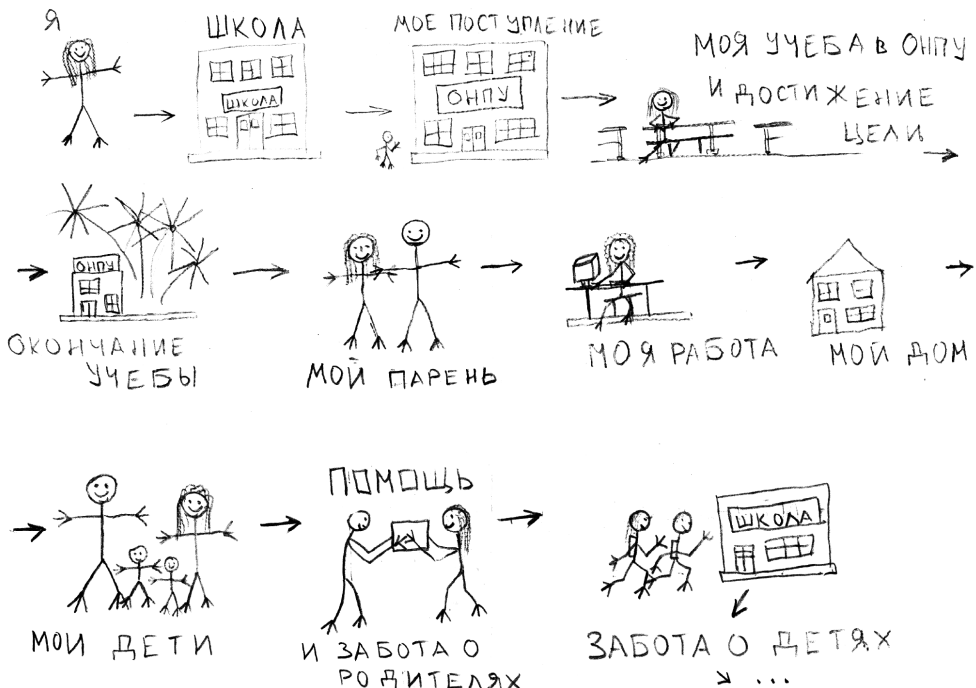 Я
ШКОЛА
ШКОЛА
МОЕ ПОСТУПЛЕНИЕ
ОНПУ
МОЯ УЧЕБА в ОНПУ
И ДОСТИЖЕНИЕ
ЦЕЛИ
ОНПУ
ОКОНЧАНИЕ
УЧЕБЫ
МОЙ ПАРЕНЬ
МОЯ РАБОТА
МОЙ ДОМ
МОИ ДЕТИ
ПОМОЩЬ
И ЗАБОТА О
РОДИТЕЛЯХ
ШКОЛА
ЗАБОТА О ДЕТЯХ
...